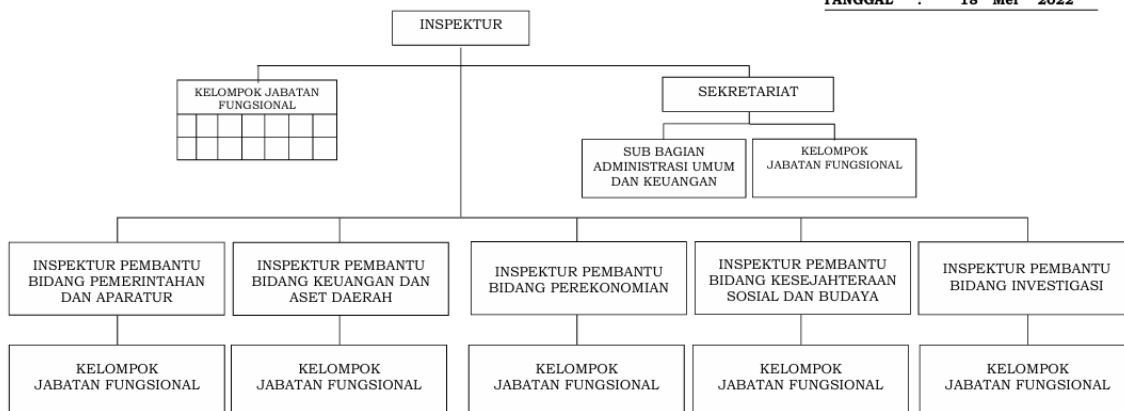 TANGGAL : 18 Mei 2022
INSPEKTUR
KELOMPOK JABATAN
FUNGSIONAL
SEKRETARIAT
SUB BAGIAN
ADMINISTRASI UMUM
DAN KEUANGAN
KELOMPOK
JABATAN FUNGSIONAL
INSPEKTUR PEMBANTU
BIDANG PEMERINTAHAN
DAN APARATUR
INSPEKTUR PEMBANTU
BIDANG KEUANGAN DAN
ASET DAERAH
INSPEKTUR PEMBANTU
BIDANG PEREKONOMIAN
INSPEKTUR PEMBANTU
BIDANG KESEJAHTERAAN
SOSIAL DAN BUDAYA
INSPEKTUR PEMBANTU
BIDANG INVESTIGASI
KELOMPOK
JABATAN FUNGSIONAL
KELOMPOK
JABATAN FUNGSIONAL
KELOMPOK
JABATAN FUNGSIONAL
KELOMPOK
JABATAN FUNGSIONAL
KELOMPOK
JABATAN FUNGSIONAL